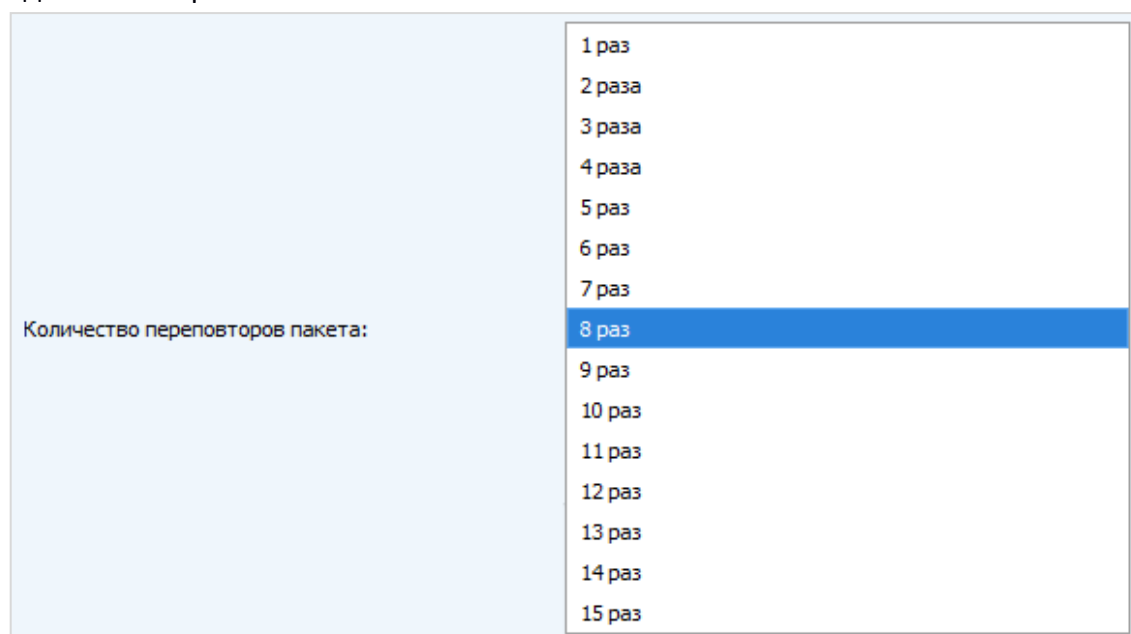 1 раз
2 раза
3 раза
4 раза
5 раз
6 раз
7 раз
Количество переповторов пакета:
8 раз
9 раз
10 раз
11 раз
12 раз
13 раз
14 раз
15 раз